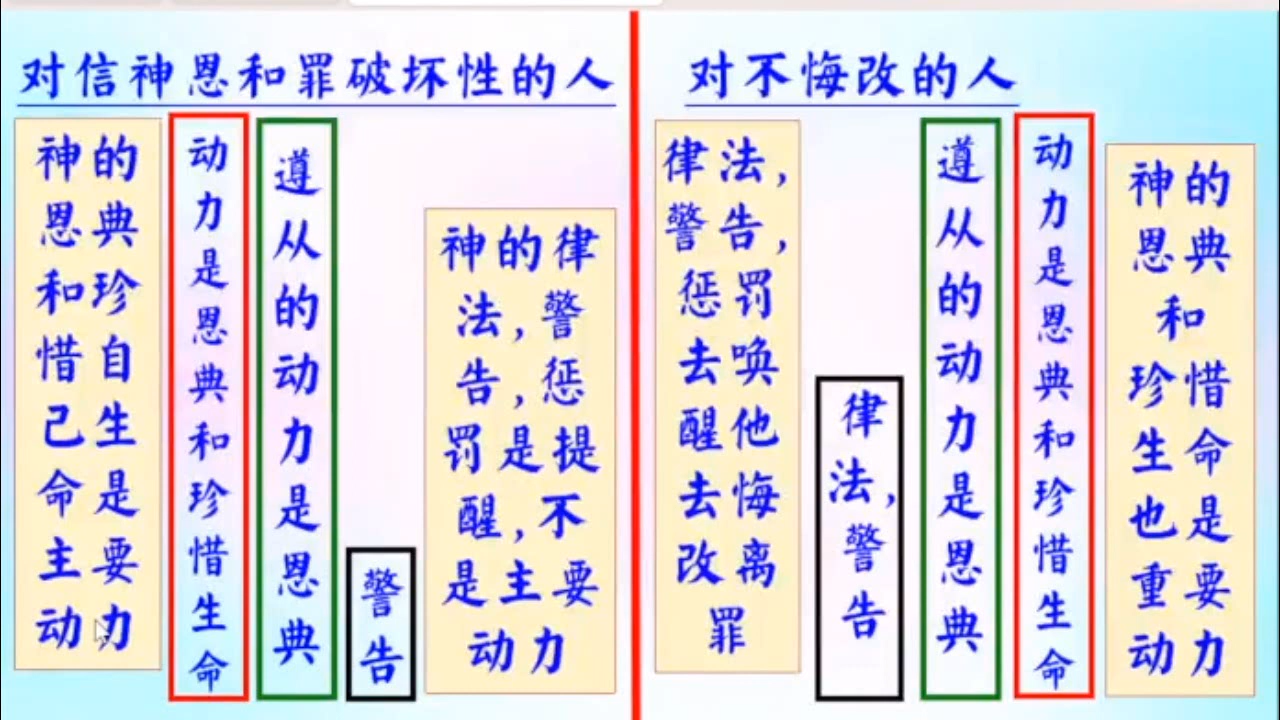 对信神恩和罪破坏性的人
神的
恩典
和珍
惜自
己生
命是
主要
动力
动力是恩典和珍惜生命
遵从的动力是恩典
警告
神的律
法,警
告,惩
罚是提
醒,不
是主要
动力
对不悔改的人
律法,
警告,
惩罚
去唤
醒他
去悔
改离
罪
律法,警告
遵从的动力是恩典
动力是恩典和珍惜生命
神的
恩典
和
珍惜
生命
也是
重要
动力